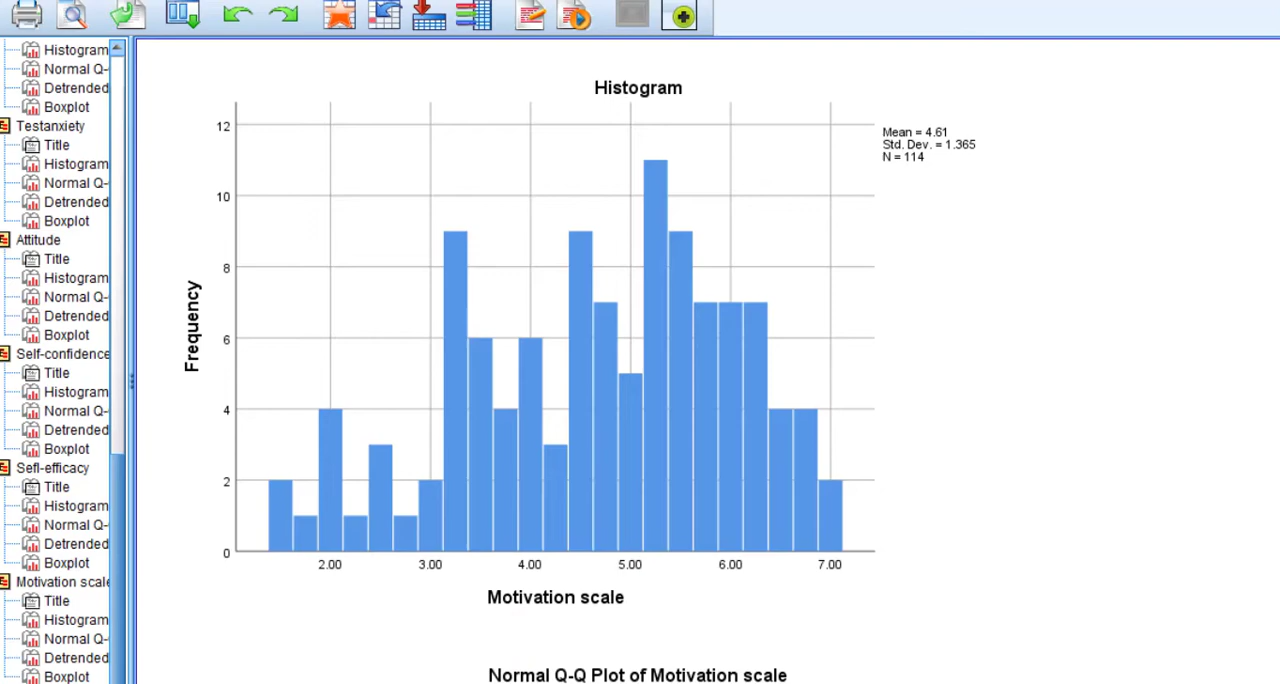 Histogram
Normal Q-
Detrended
Boxplot
Testanxiety
Title
Histogram
Normal Q-
Detrended
Boxplot
Attitude
Title
Histogram
Normal Q-
Detrended
Boxplot
Self-confidence
Title
Histogram
Normal Q-
Detrended
Boxplot
Sefl-efficacy
Title
Histogram
Normal Q-
Detrended
Boxplot
Motivation scale
Title
Histogram
Normal Q-
Detrended
Boxplot
Histogram
Mean = 4.61
Std. Dev. = 1.365
N = 114
Frequency
12
10
8
6
4
2
0
2.00 3.00 4.00 5.00 6.00 7.00
Motivation scale
Normal Q-Q Plot of Motivation scale